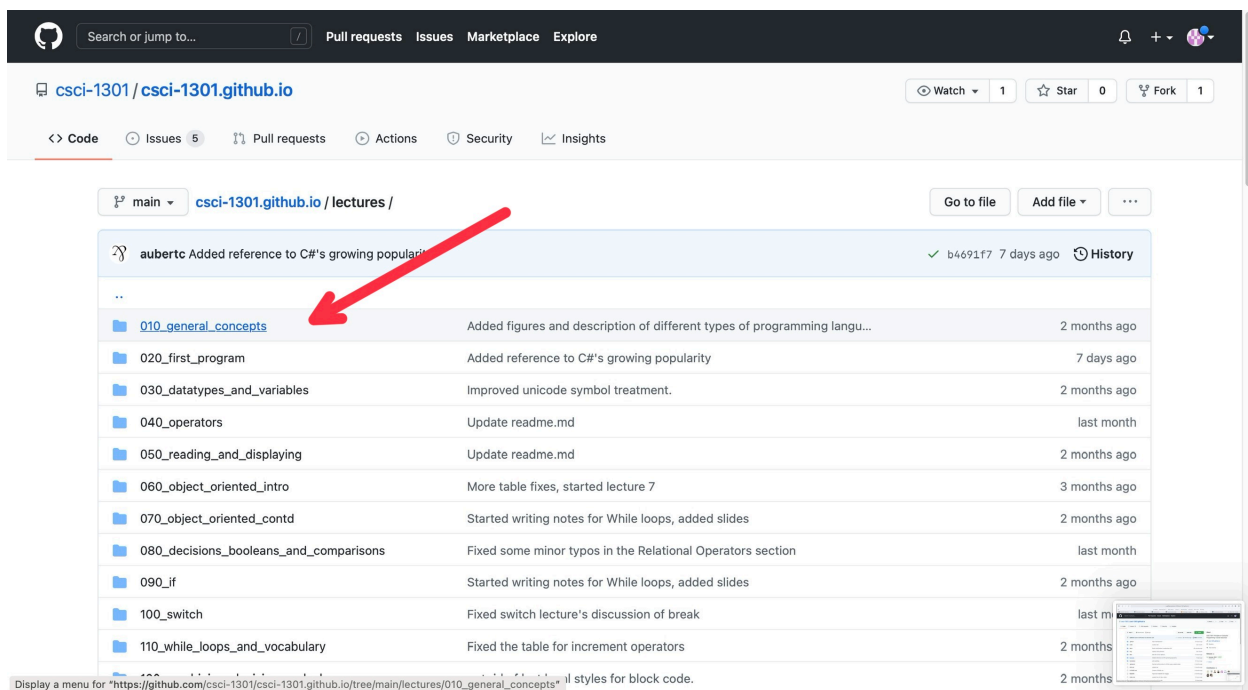 Search or jump to... / Pull requests Issues Marketplace Explore
csci-1301 / csci-1301.github.io
Watch 1 Star 0 Fork 1
Code Issues 5 Pull requests Actions Security Insights
main csci-1301.github.io / lectures /
Go to file Add file ...
aubertc Added reference to C#'s growing popularity b4691f7 7 days ago History
..
010_general_concepts Added figures and description of different types of programming langu... 2 months ago
020_first_program Added reference to C#'s growing popularity 7 days ago
030_datatypes_and_variables Improved unicode symbol treatment. 2 months ago
040_operators Update readme.md last month
050_reading_and_displaying Update readme.md 2 months ago
060_object_oriented_intro More table fixes, started lecture 7 3 months ago
070_object_oriented_contd Started writing notes for While loops, added slides 2 months ago
080_decisions_booleans_and_comparisons Fixed some minor typos in the Relational Operators section last month
090_if Started writing notes for While loops, added slides 2 months ago
100_switch Fixed switch lecture's discussion of break last
110_while_loops_and_vocabulary Fixed the table for increment operators 2 months
styles for block code. 2 months
Display a menu for "https://github.com/csci-1301/csci-1301.github.io/tree/main/lectures/010_general_concepts"